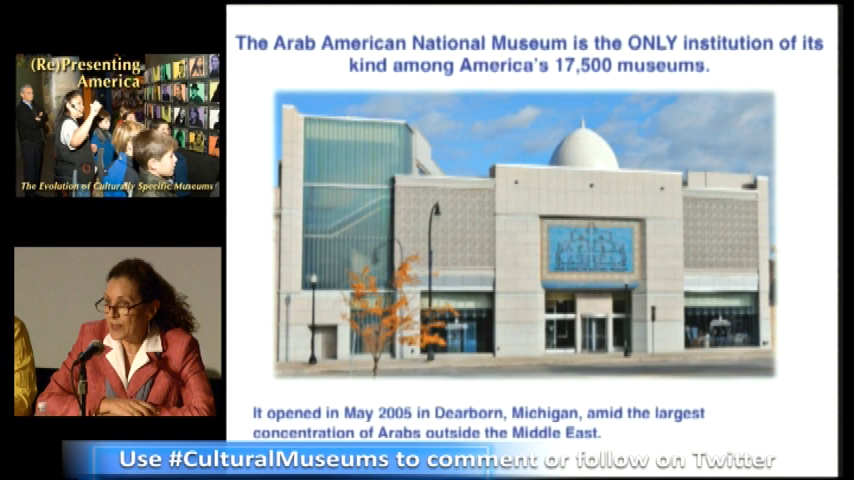 (Re)Presenting
America
The Evolution of Culturally Specific Museums
The Arab American National Museum is the ONLY institution of its
kind among America's 17,500 museums.
It opened in May 2005 in Dearborn, Michigan, amid the largest
concentration of Arabs outside the Middle East.
Use #CulturalMuseums to comment or follow on Twitter